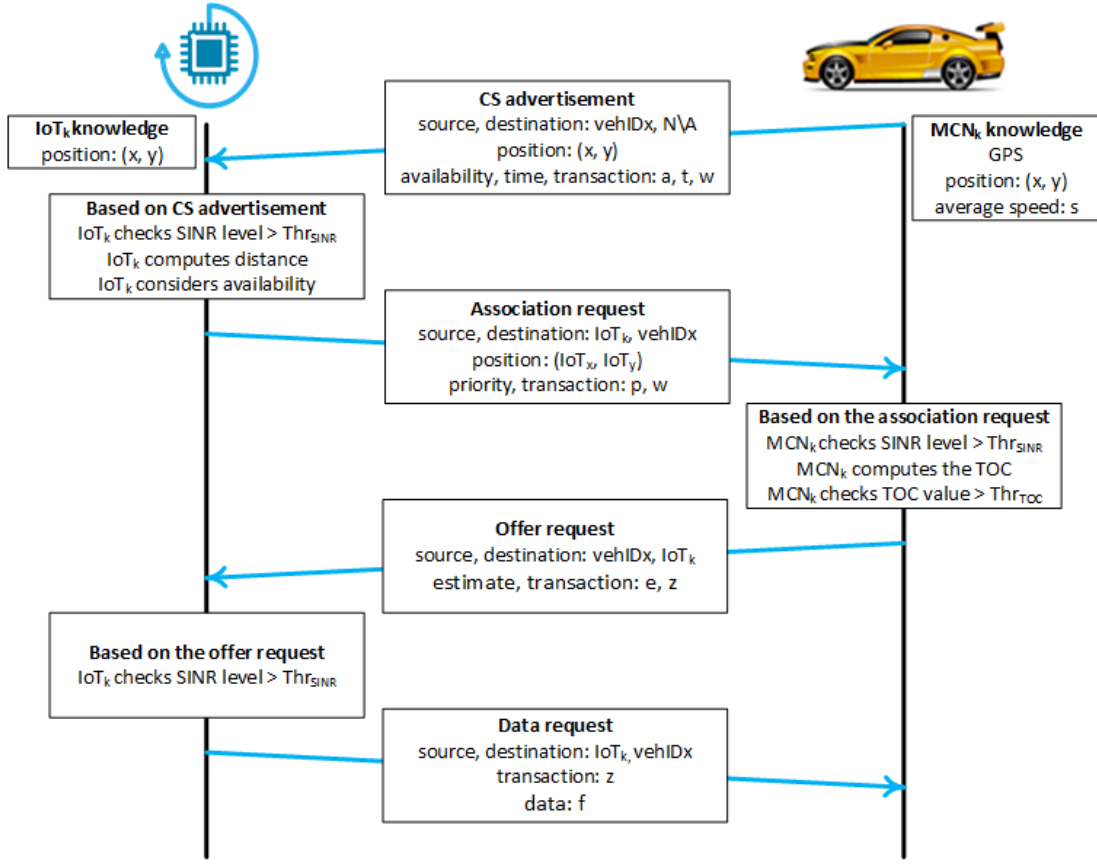 CS advertisement
source, destination: vehIDx, N\A
position: (x, y)
availability, time, transaction: a, t, w
IoTk knowledge
position: (x, y)
MCNk knowledge
GPS
position: (x, y)
average speed: s
Based on CS advertisement
IoTk checks SINR level > ThrSINR
IoTk computes distance
IoTk considers availability
Association request
source, destination: IoTk, vehIDx
position: (IoTx, IoTy)
priority, transaction: p, w
Based on the association request
MCNk checks SINR level > ThrSINR
MCNk computes the TOC
MCNk checks TOC value > ThrTOC
Offer request
source, destination: vehIDx, IoTk
estimate, transaction: e, z
Based on the offer request
IoTk checks SINR level > ThrSINR
Data request
source, destination: IoTk, vehIDx
transaction: z
data: f